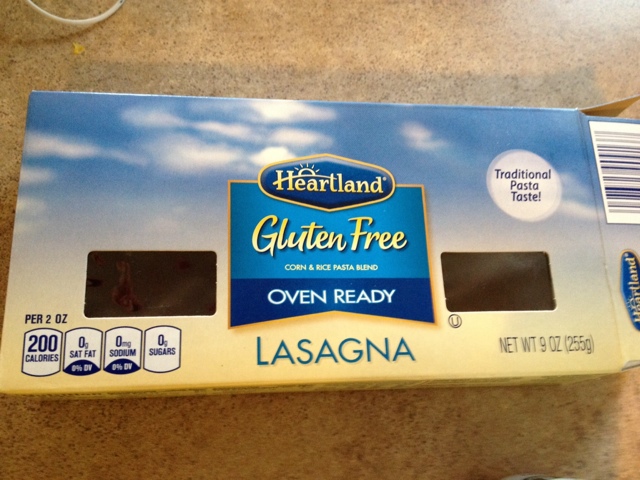 Heartland®
Gluten Free
CORN & RICE PASTA BLEND
OVEN READY
LASAGNA
Traditional
Pasta
Taste!
PER 2 OZ
200
CALORIES
0g
SAT FAT
0% DV
0mg
SODIUM
0% DV
0g
SUGARS
U
NET WT 9 OZ (255g)
Heartland